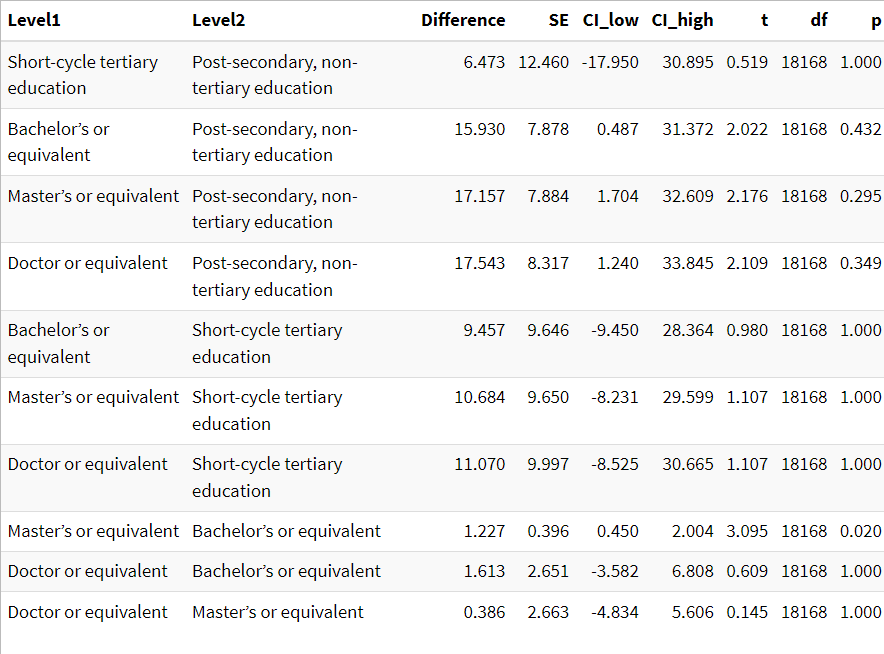 Level1 Level2 Difference SE CI_low CI_high t df p
Short-cycle tertiary Post-secondary, non- 6.473 12.460 -17.950 30.895 0.519 18168 1.000
education tertiary education
Bachelor’s or Post-secondary, non- 15.930 7.878 0.487 31.372 2.022 18168 0.432
equivalent tertiary education
Master’s or equivalent Post-secondary, non- 17.157 7.884 1.704 32.609 2.176 18168 0.295
tertiary education
Doctor or equivalent Post-secondary, non- 17.543 8.317 1.240 33.845 2.109 18168 0.349
tertiary education
Bachelor’s or Short-cycle tertiary 9.457 9.646 -9.450 28.364 0.980 18168 1.000
equivalent education
Master’s or equivalent Short-cycle tertiary 10.684 9.650 -8.231 29.599 1.107 18168 1.000
education
Doctor or equivalent Short-cycle tertiary 11.070 9.997 -8.525 30.665 1.107 18168 1.000
education
Master’s or equivalent Bachelor’s or equivalent 1.227 0.396 0.450 2.004 3.095 18168 0.020
Doctor or equivalent Bachelor’s or equivalent 1.613 2.651 -3.582 6.808 0.609 18168 1.000
Doctor or equivalent Master’s or equivalent 0.386 2.663 -4.834 5.606 0.145 18168 1.000